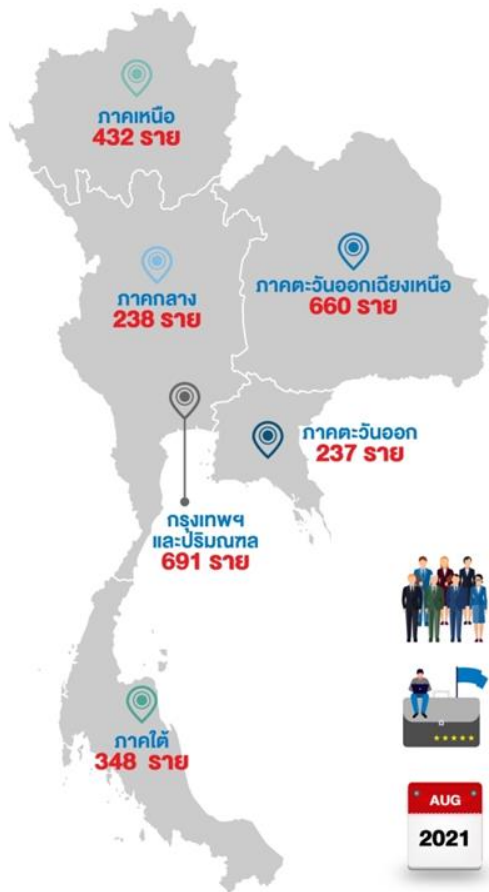 ภาคเหนือ
432 ราย
ภาคกลาง
238 ราย
ภาคตะวันออกเฉียงเหนือ
660 ราย
ภาคตะวันออก
237 ราย
กรุงเทพฯ
และปริมณฑล
691 ราย
ภาคใต้
348 ราย
AUG
2021